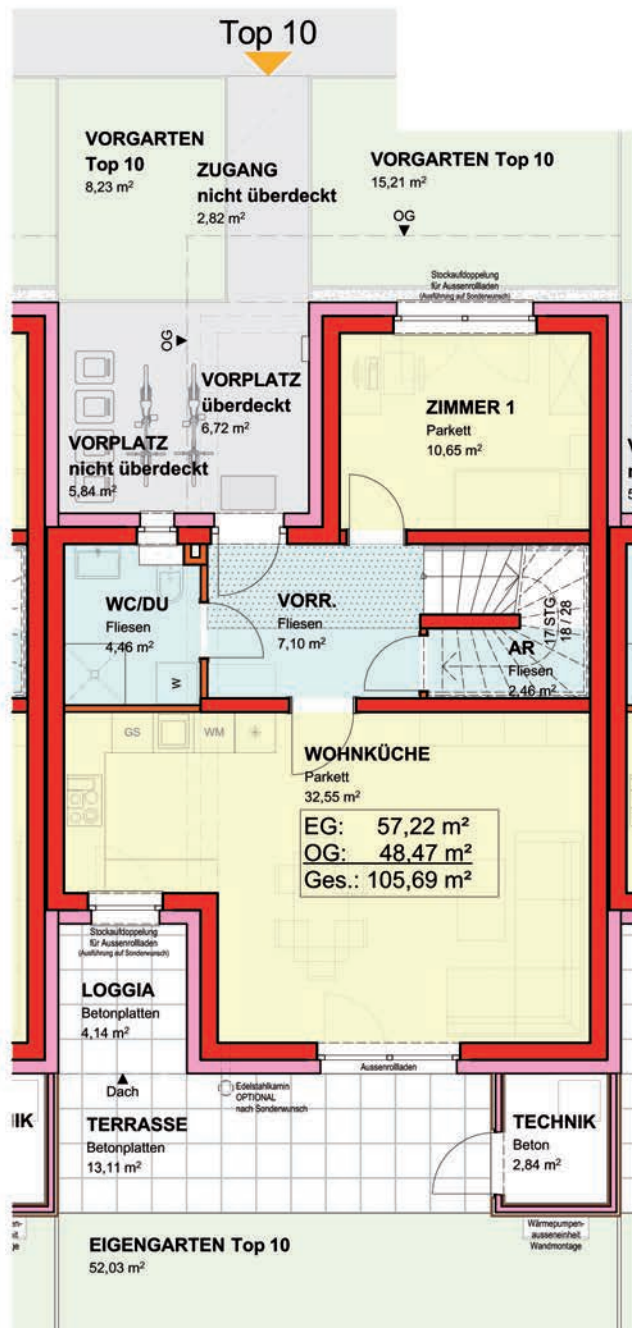 Top 10
VORGARTEN
Top 10
8,23 m²
ZUGANG
nicht überdeckt
2,82 m²
VORGARTEN Top 10
15,21 m²
OG
Stockaufdoppelung
für Aussenrollladen
(Ausführung auf Sonderwunsch)
OG
VORPLATZ
überdeckt
6,72 m²
VORPLATZ
nicht überdeckt
5,84 m²
ZIMMER 1
Parkett
10,65 m²
WC/DU
Fliesen
4,46 m²
W
VORR.
Fliesen
7,10 m²
17 STG
18 / 28
AR
Fliesen
2,46 m²
GS
WM
WOHNKÜCHE
Parkett
32,55 m²
EG: 57,22 m²
OG: 48,47 m²
Ges.: 105,69 m²
Stockaufdoppelung
für Aussenrollladen
(Ausführung auf Sonderwunsch)
LOGGIA
Betonplatten
4,14 m²
Dach
Aussenrollladen
Edelstahlkamin
OPTIONAL
nach Sonderwunsch
TERRASSE
Betonplatten
13,11 m²
TECHNIK
Beton
2,84 m²
Wärmepumpen-
ausseneinheit
Wandmontage
EIGENGARTEN Top 10
52,03 m²